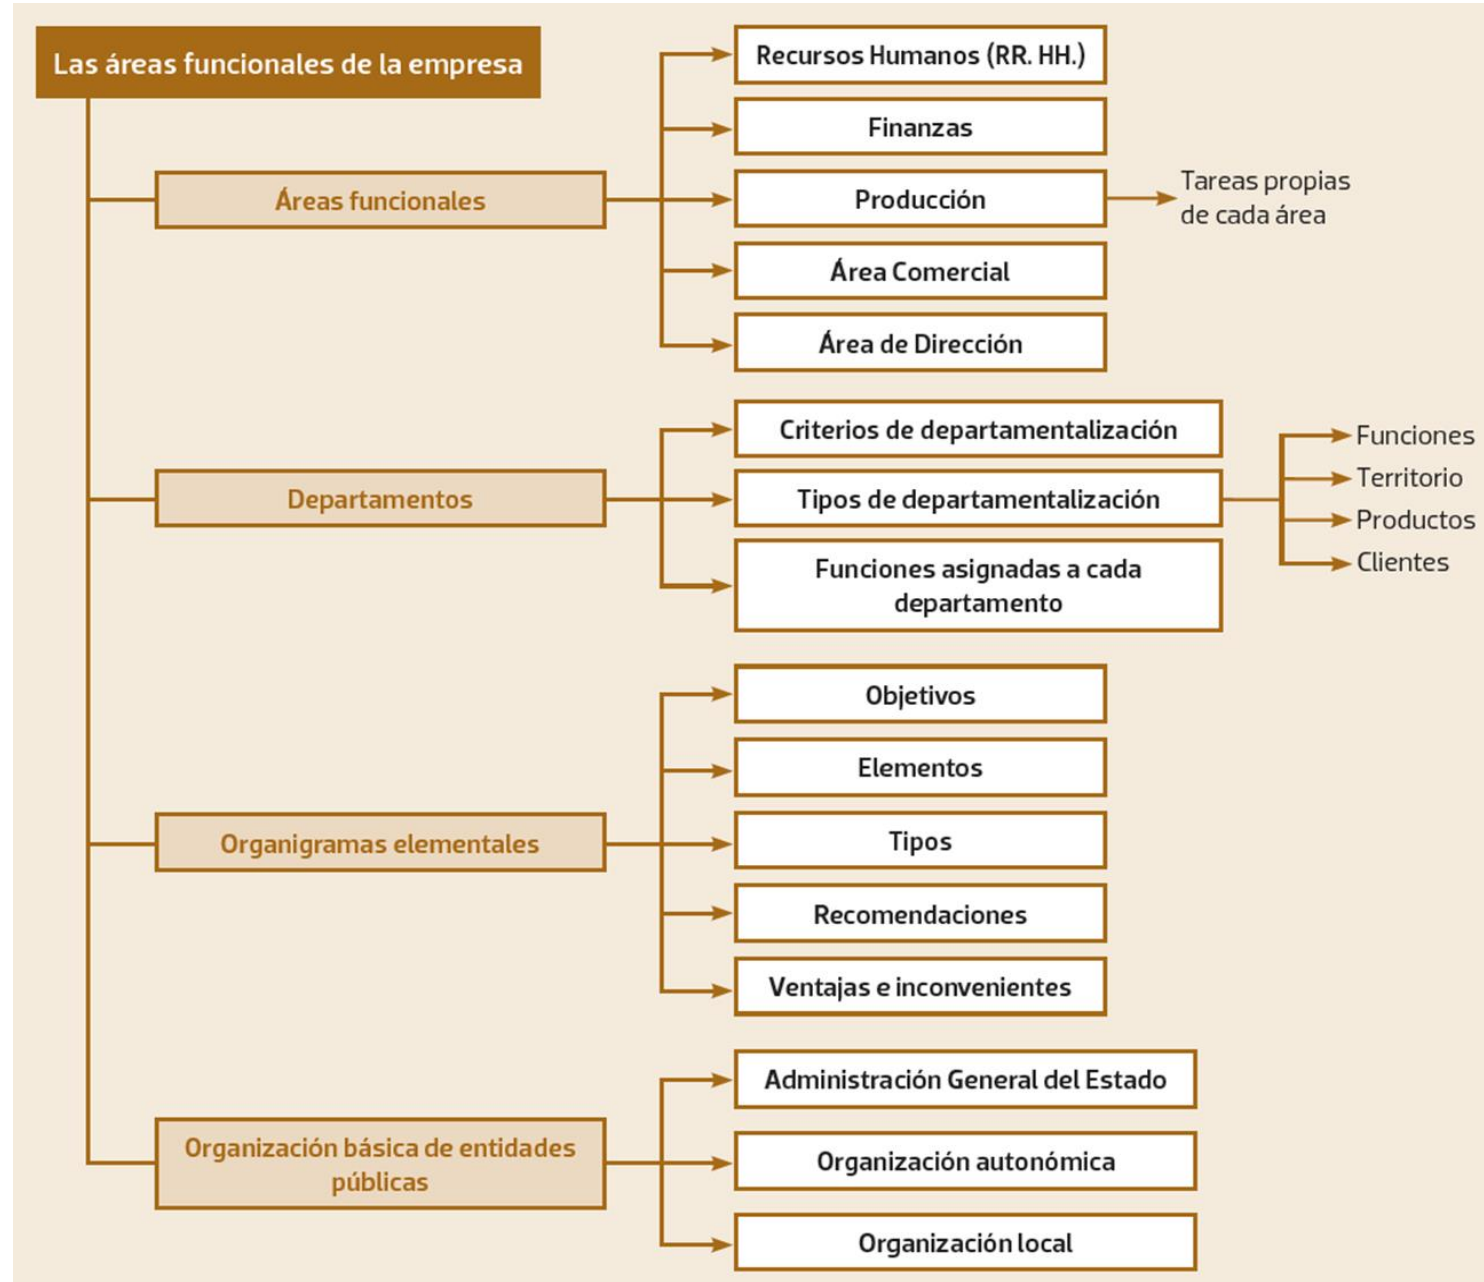 Las áreas funcionales de la empresa
Áreas funcionales
Recursos Humanos (RR. HH.)
Finanzas
Producción
Tareas propias
de cada área
Área Comercial
Área de Dirección
Departamentos
Criterios de departamentalización
Tipos de departamentalización
Funciones
Territorio
Productos
Clientes
Funciones asignadas a cada
departamento
Organigramas elementales
Objetivos
Elementos
Tipos
Recomendaciones
Ventajas e inconvenientes
Organización básica de entidades
públicas
Administración General del Estado
Organización autonómica
Organización local